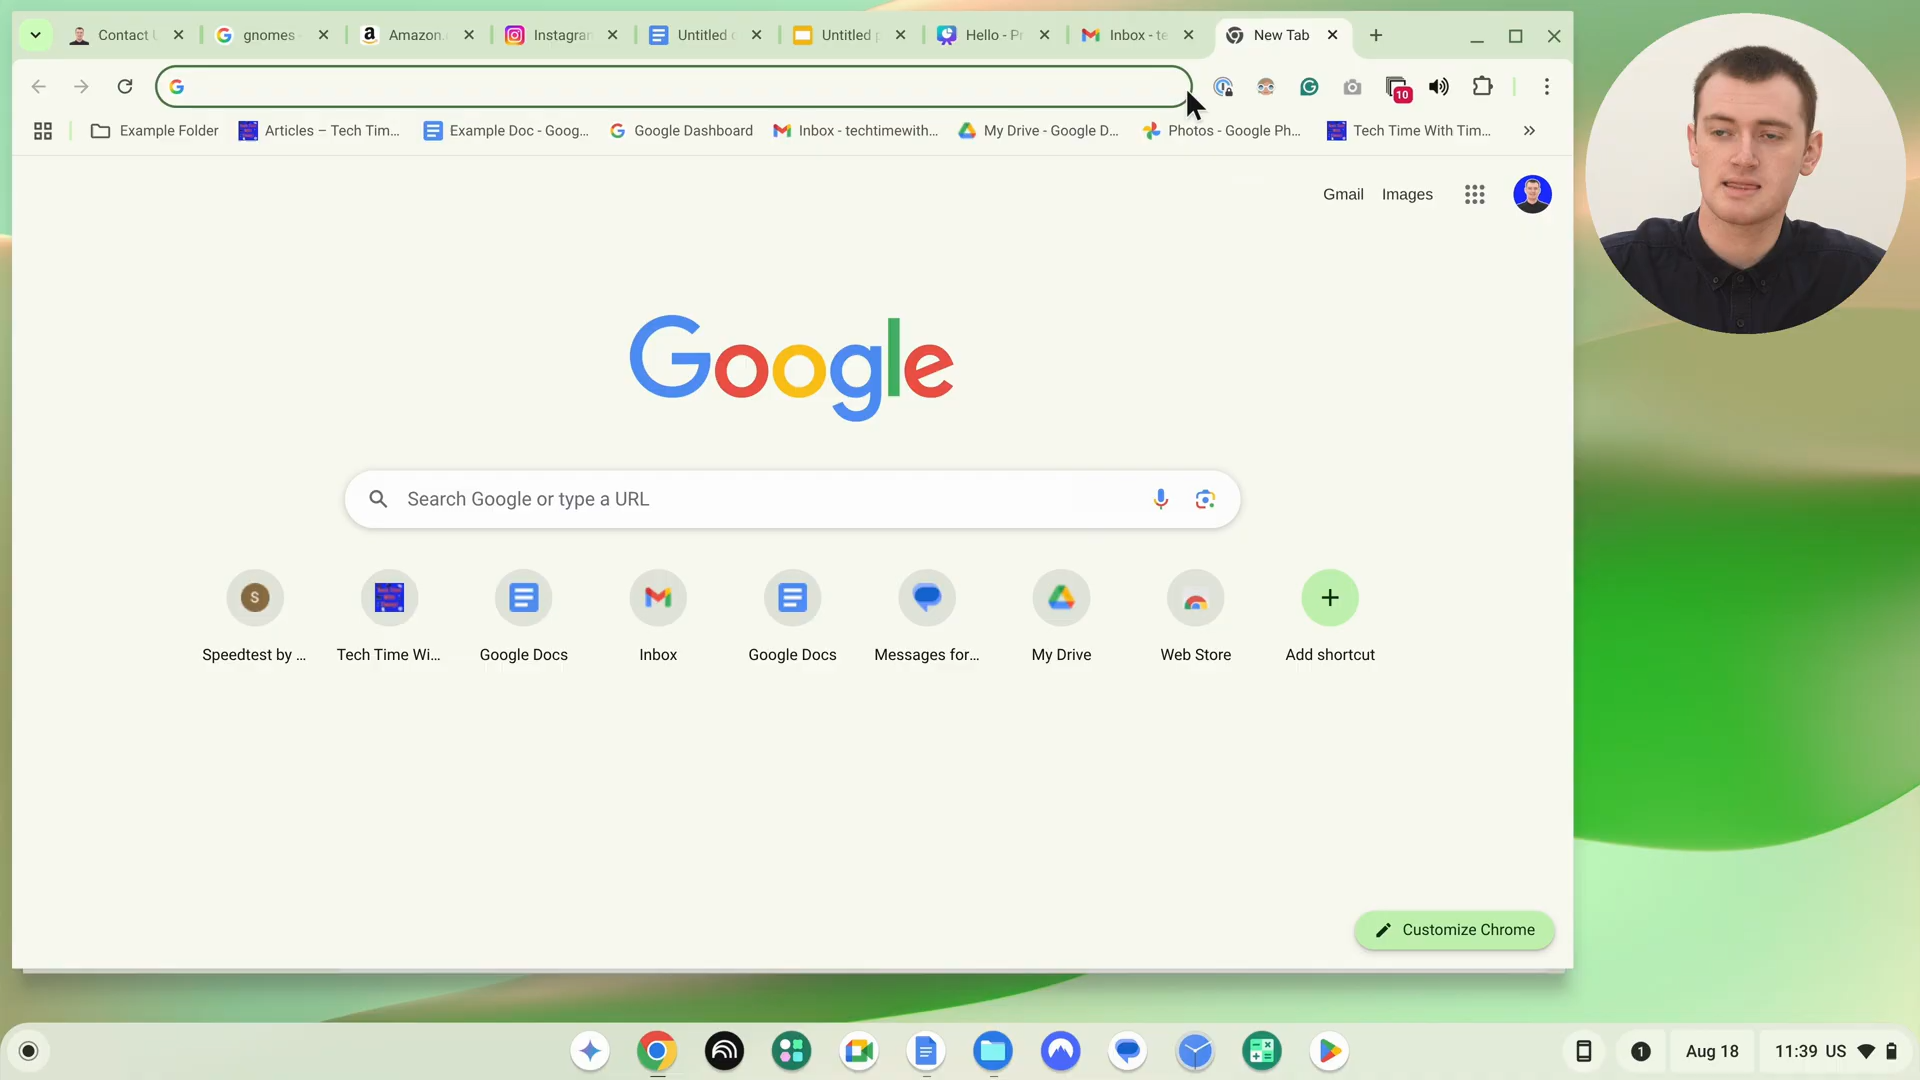 Contact
gnomes
Amazon.
Instagram
Untitled
Untitled
Hello - P
Inbox - te
New Tab
10
Example Folder
Articles – Tech Tim...
Example Doc - Goog...
Google Dashboard
Inbox - techtimewith...
My Drive - Google D...
Photos - Google Ph...
Tech Time With Tim...
Gmail
Images
Google
Search Google or type a URL
S
Speedtest by ...
Tech Time Wi...
Google Docs
Inbox
Google Docs
Messages for...
My Drive
Web Store
Add shortcut
Customize Chrome
1
Aug 18
11:39 US